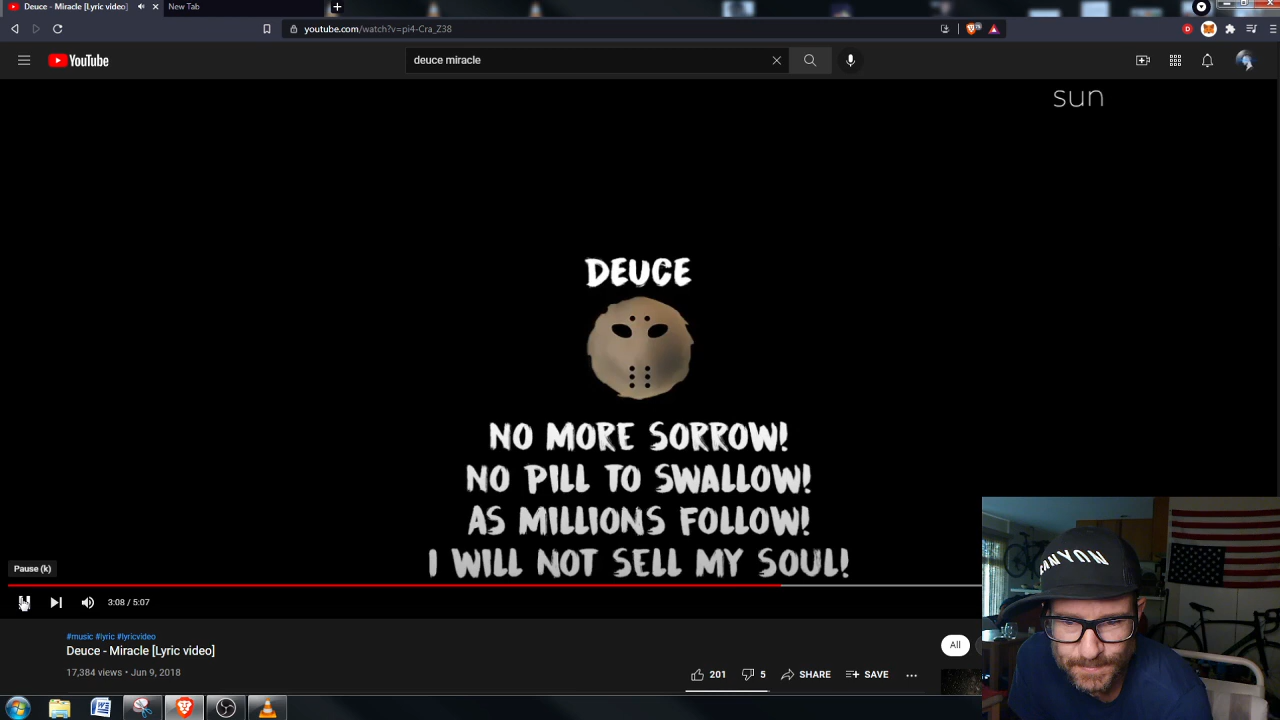 Deuce - Miracle [Lyric video]
New Tab
youtube.com/watch?v=pi4-Cra_Z38
YouTube
deuce miracle
sun
DEUCE
NO MORE SORROW!
NO PILL TO SWALLOW!
AS MILLIONS FOLLOW!
I WILL NOT SELL MY SOUL!
CANYON
Pause (k)
3:08 / 5:07
#music #lyric #lyricvideo
Deuce - Miracle [Lyric video]
All
17,384 views • Jun 9, 2018
201
5
SHARE
SAVE